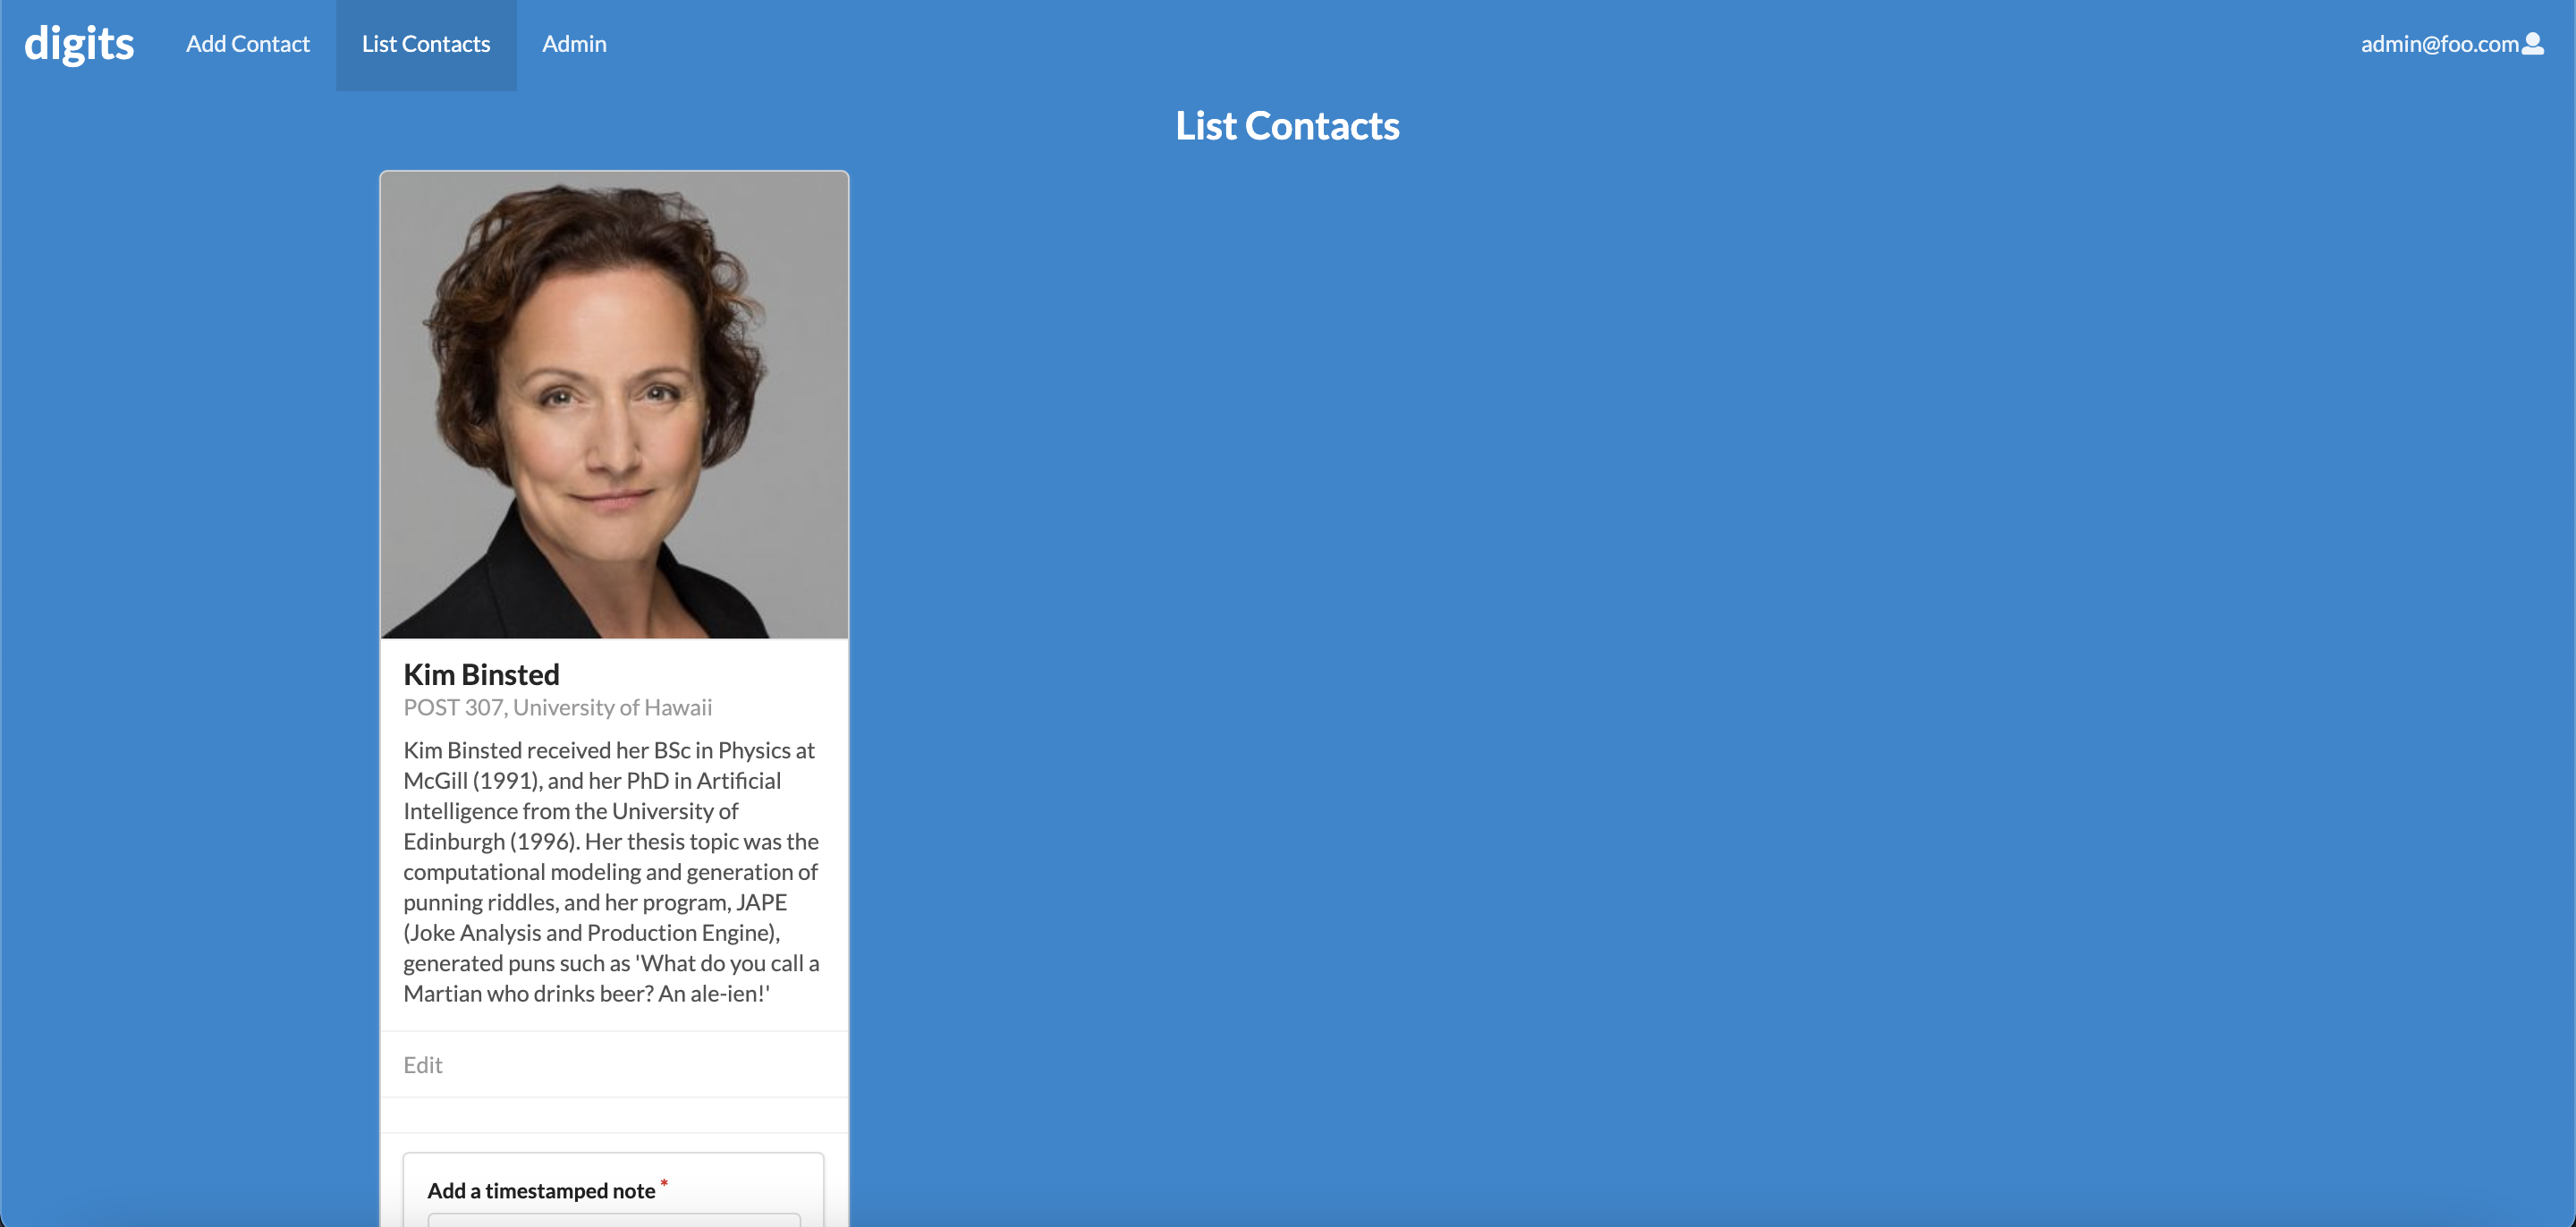 digits Add Contact List Contacts Admin admin@foo.com
List Contacts
Kim Binsted
POST 307, University of Hawaii
Kim Binsted received her BSc in Physics at
McGill (1991), and her PhD in Artificial
Intelligence from the University of
Edinburgh (1996). Her thesis topic was the
computational modeling and generation of
punning riddles, and her program, JAPE
(Joke Analysis and Production Engine),
generated puns such as 'What do you call a
Martian who drinks beer? An ale-ien!'
Edit
Add a timestamped note *